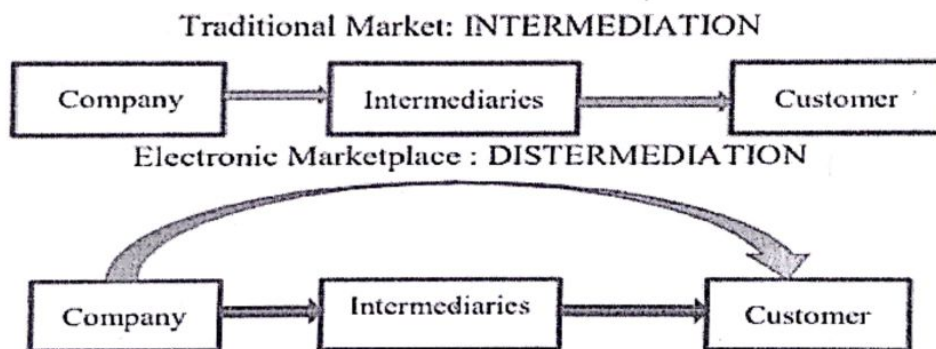 Traditional Market: INTERMEDIATION
Company Intermediaries Customer
Electronic Marketplace : DISTERMEDIATION
Company Intermediaries Customer